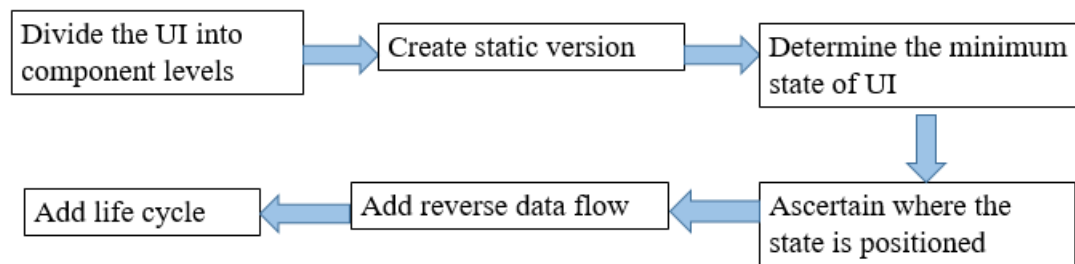 Divide the UI into
component levels
Create static version
Determine the minimum
state of UI
Ascertain where the
state is positioned
Add reverse data flow
Add life cycle